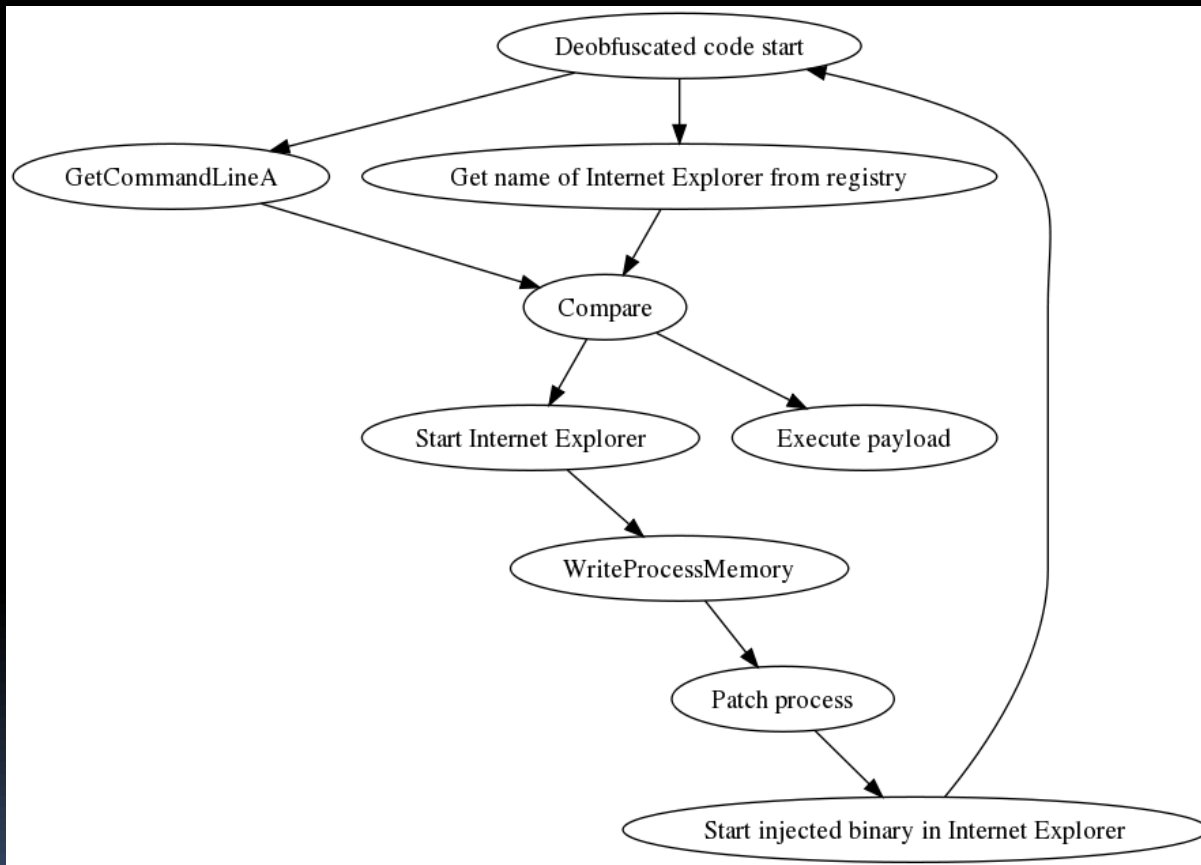 Deobfuscated code start
GetCommandLineA
Get name of Internet Explorer from registry
Compare
Start Internet Explorer
Execute payload
WriteProcessMemory
Patch process
Start injected binary in Internet Explorer